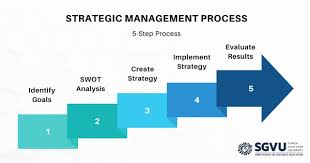 STRATEGIC MANAGEMENT PROCESS
5-Step Process
Identify
Goals
SWOT
Analysis
Create
Strategy
Implement
Strategy
Evaluate
Results
1
2
3
4
5
SGVU